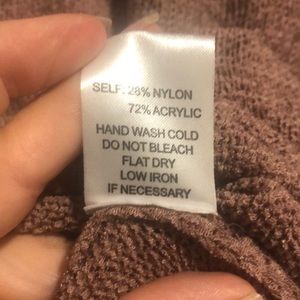 SELF: 28% NYLON
72% ACRYLIC
HAND WASH COLD
DO NOT BLEACH
FLAT DRY
LOW IRON
IF NECESSARY